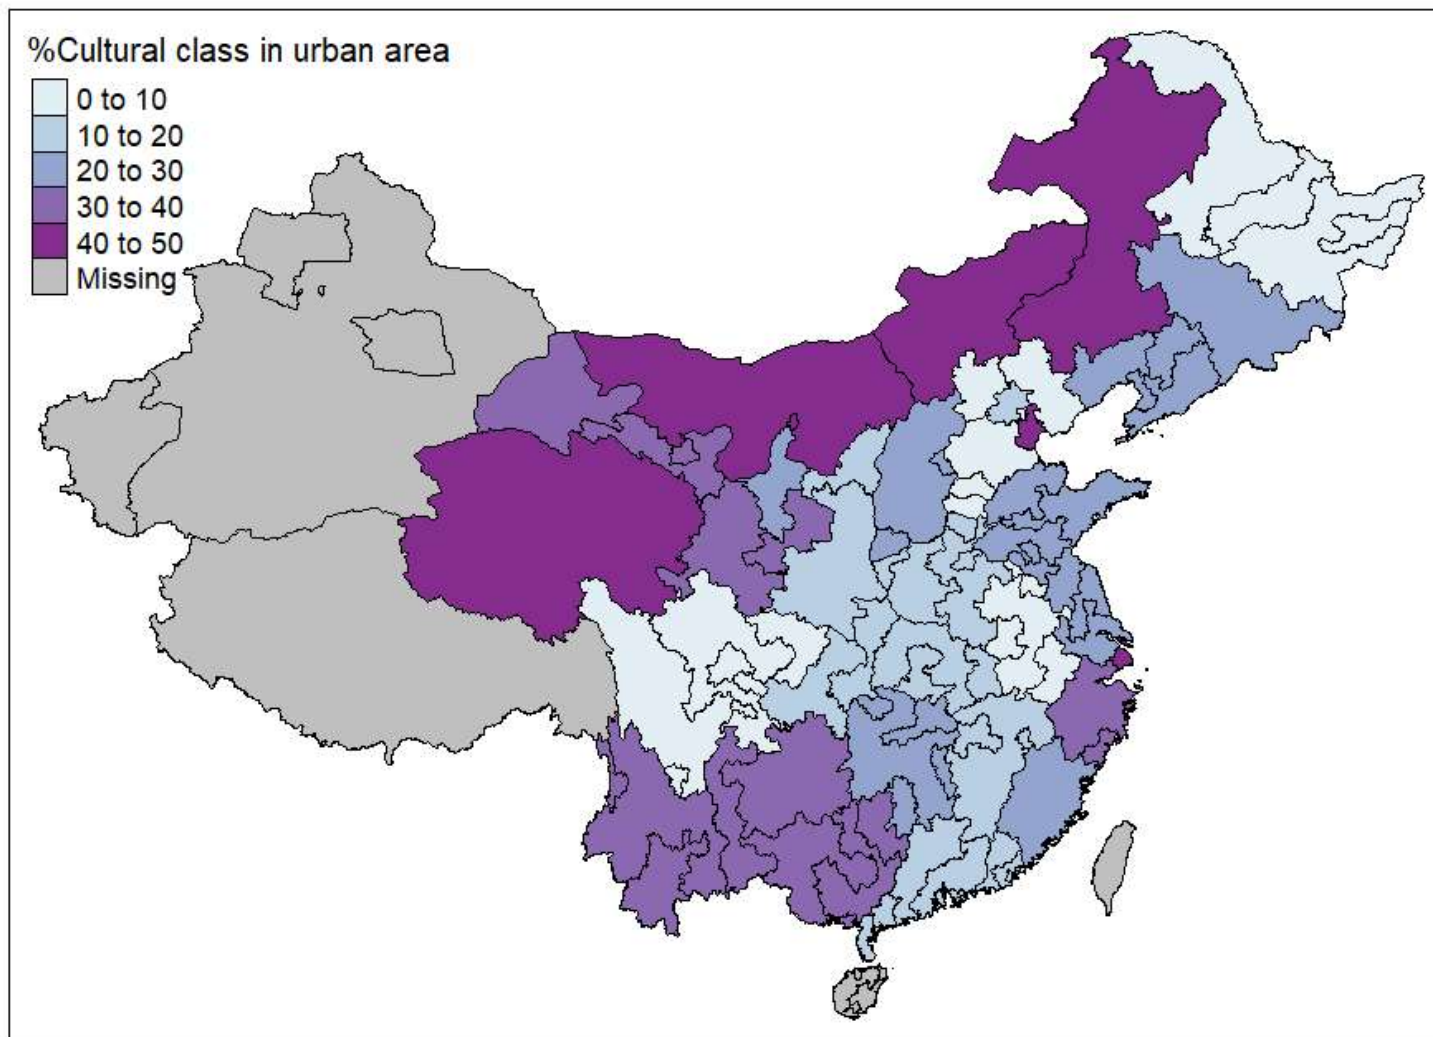 %Cultural class in urban area
0 to 10
10 to 20
20 to 30
30 to 40
40 to 50
Missing